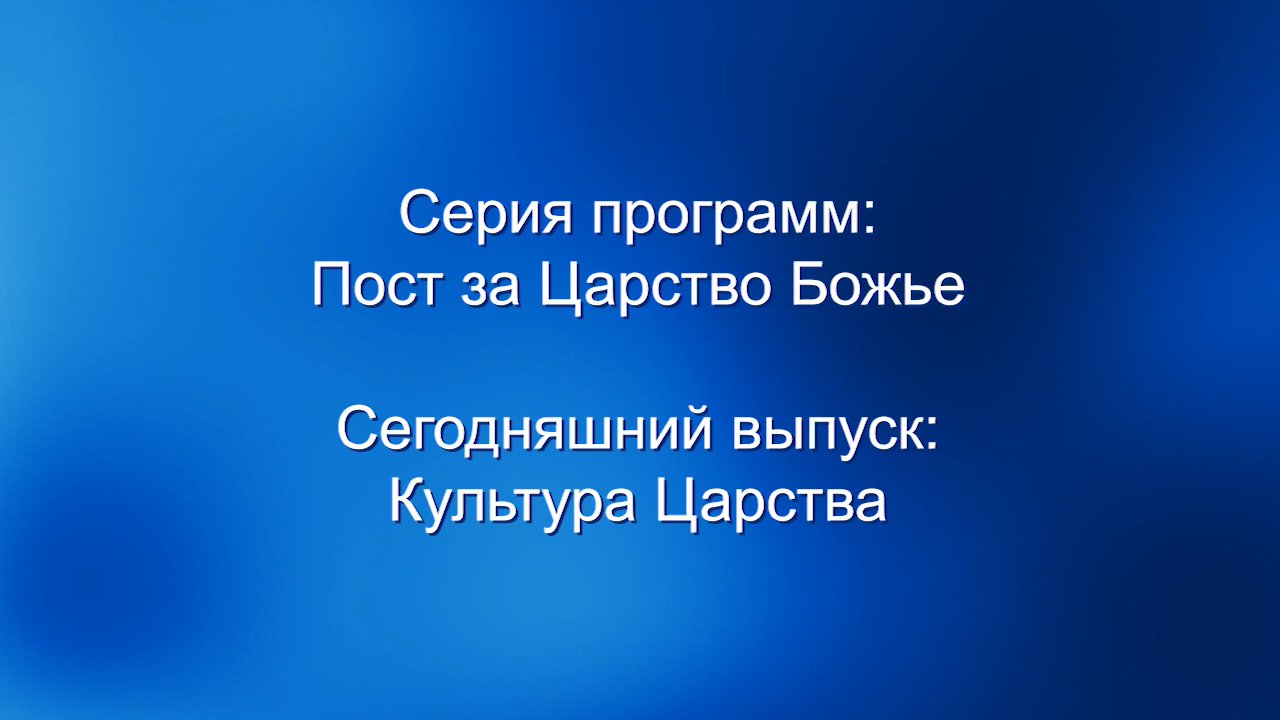 Серия программ:
Пост за Царство Божье
Сегодняшний выпуск:
Культура Царства